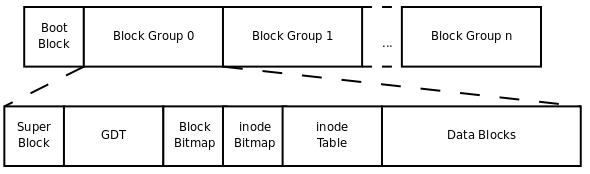 Boot
Block
Block Group 0
Block Group 1
...
Block Group n
Super
Block
GDT
Block
Bitmap
inode
Bitmap
inode
Table
Data Blocks